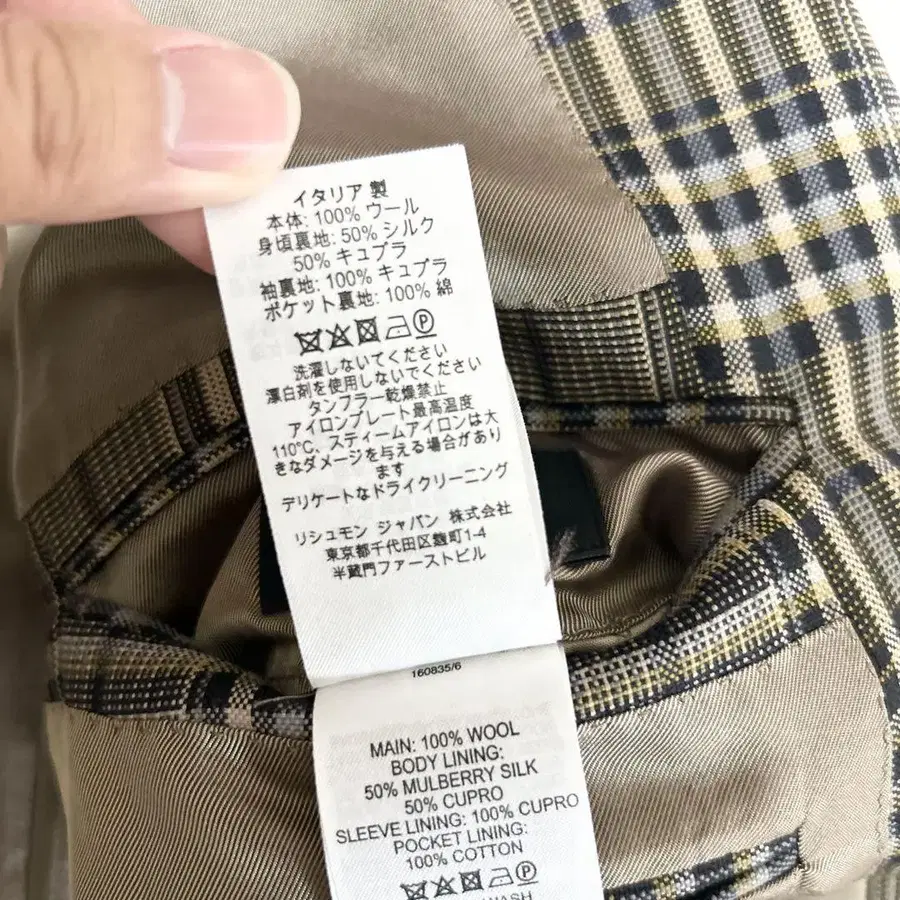 イタリア 製
本体: 100% ウール
身頃裏地: 50% シルク
50% キュプラ
袖裏地: 100% キュプラ
ポケット裏地: 100% 綿
P
洗濯しないでください
漂白剤を使用しないでください
タンブラー乾燥禁止
アイロンプレート最高温度
110°C、スティームアイロンは大
きなダメージを与える場合があり
ます
デリケートなドライクリーニング
リシュモン ジャパン 株式会社
東京都千代田区麴町1-4
半蔵門ファーストビル
160835/6
MAIN: 100% WOOL
BODY LINING:
50% MULBERRY SILK
50% CUPRO
SLEEVE LINING: 100% CUPRO
POCKET LINING:
100% COTTON
P
WASH